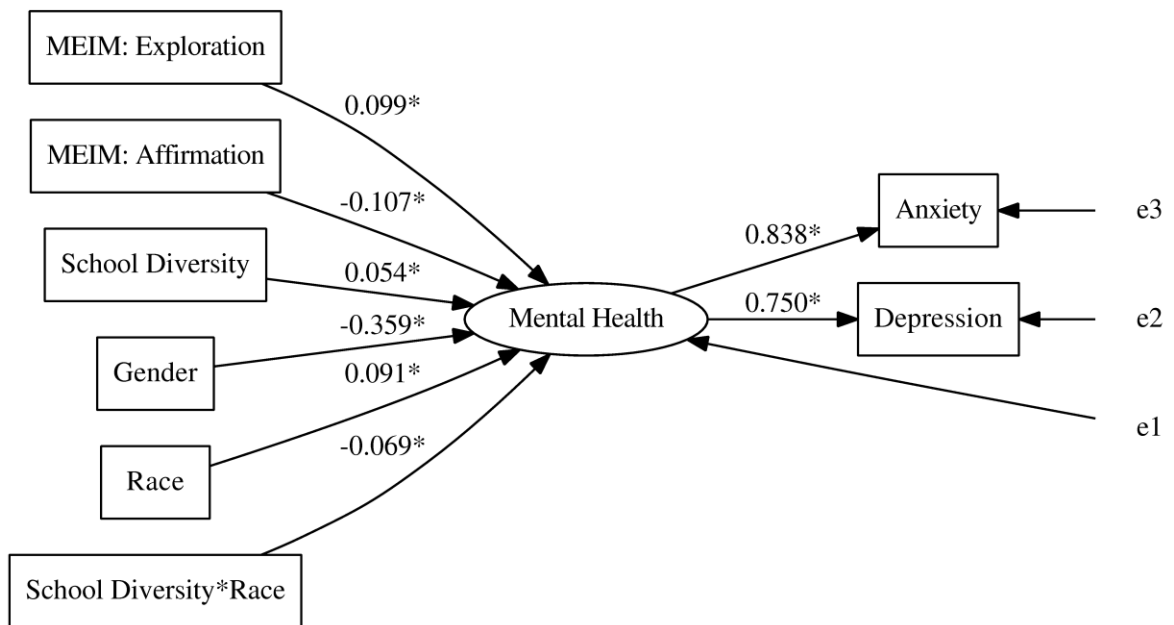 MEIM: Exploration
0.099*
MEIM: Affirmation
-0.107*
School Diversity
0.054*
Gender
-0.359*
Race
0.091*
School Diversity*Race
-0.069*
Mental Health
0.838*
Anxiety
e3
0.750*
Depression
e2
e1